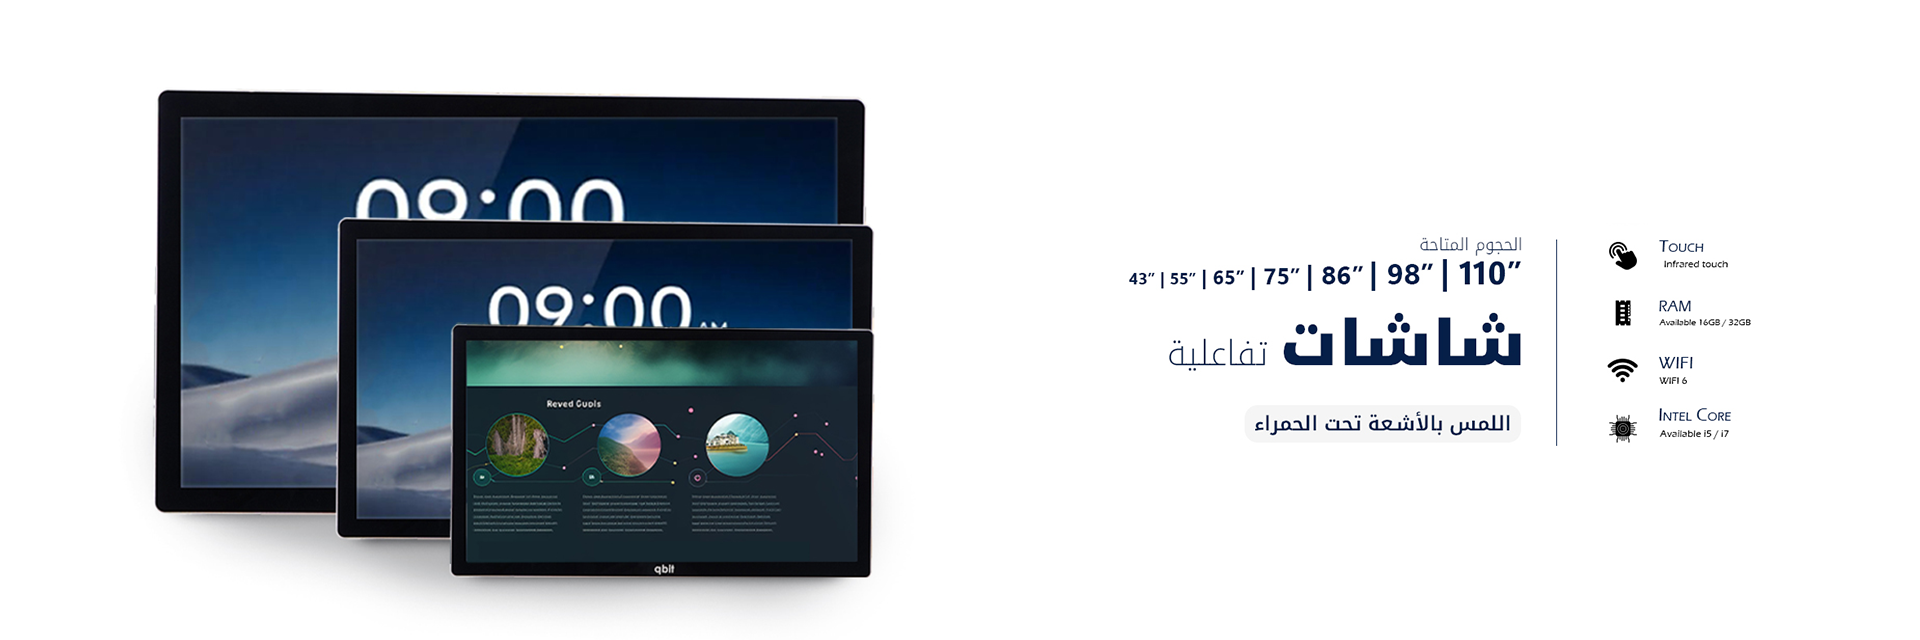 09:00
09:00 AM
Reved Gupls
qbit
الحجوم المتاحة
43” | 55” | 65” | 75” | 86” | 98” | 110”
شاشات تفاعلية
اللمس بالأشعة تحت الحمراء
TOUCH
Infrared touch
RAM
Available 16GB / 32GB
WIFI
WIFI 6
INTEL CORE
Available i5 / i7